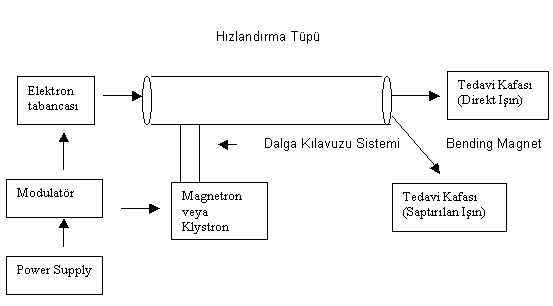 Hızlandırma Tüpü
Elektron
tabancası
Tedavi Kafası
(Direkt Işın)
Dalga Kılavuzu Sistemi
Bending Magnet
Modulatör
Magnetron
veya
Klystron
Tedavi Kafası
(Saptırılan Işın)
Power Supply